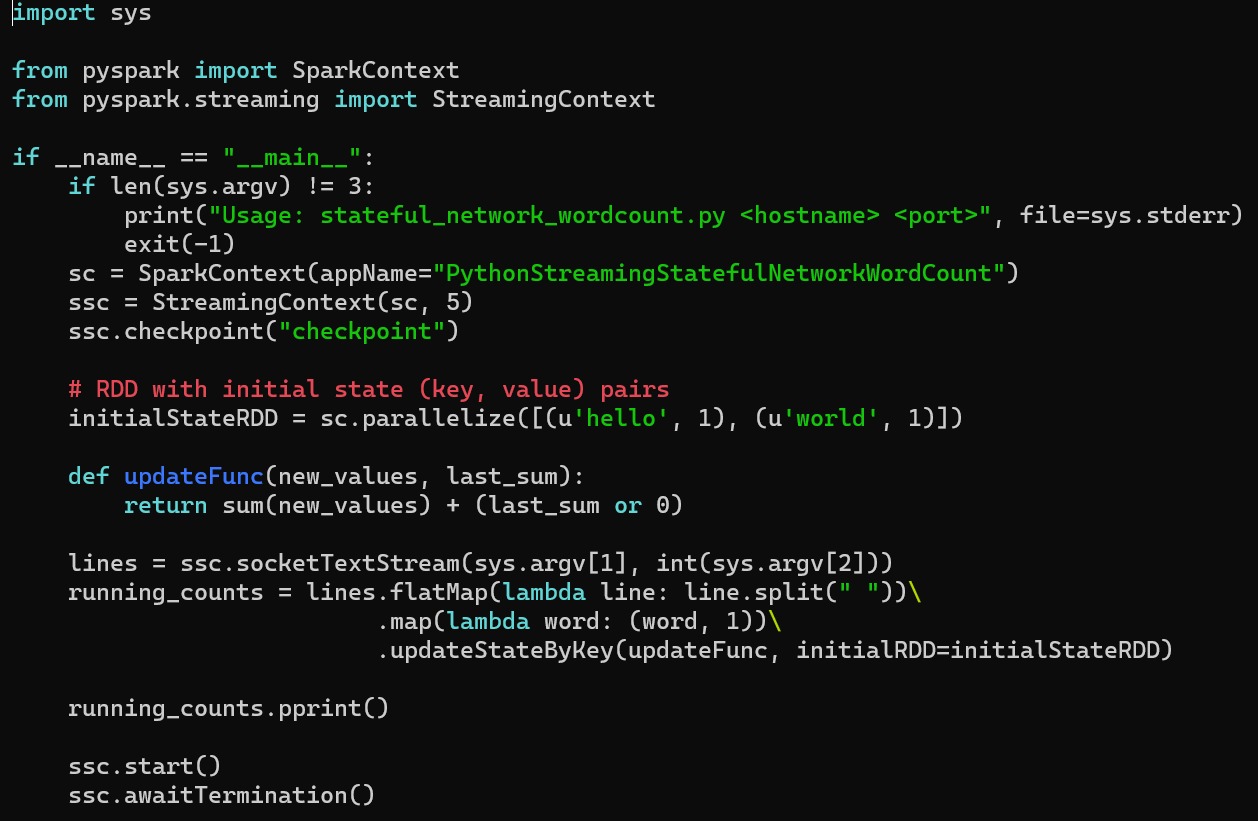 import sys

from pyspark import SparkContext
from pyspark.streaming import StreamingContext

if __name__ == "__main__":
    if len(sys.argv) != 3:
        print("Usage: stateful_network_wordcount.py <hostname> <port>", file=sys.stderr)
        exit(-1)
    sc = SparkContext(appName="PythonStreamingStatefulNetworkWordCount")
    ssc = StreamingContext(sc, 5)
    ssc.checkpoint("checkpoint")

    # RDD with initial state (key, value) pairs
    initialStateRDD = sc.parallelize([(u'hello', 1), (u'world', 1)])

    def updateFunc(new_values, last_sum):
        return sum(new_values) + (last_sum or 0)

    lines = ssc.socketTextStream(sys.argv[1], int(sys.argv[2]))
    running_counts = lines.flatMap(lambda line: line.split(" "))\
                          .map(lambda word: (word, 1))\
                          .updateStateByKey(updateFunc, initialRDD=initialStateRDD)

    running_counts.pprint()

    ssc.start()
    ssc.awaitTermination()